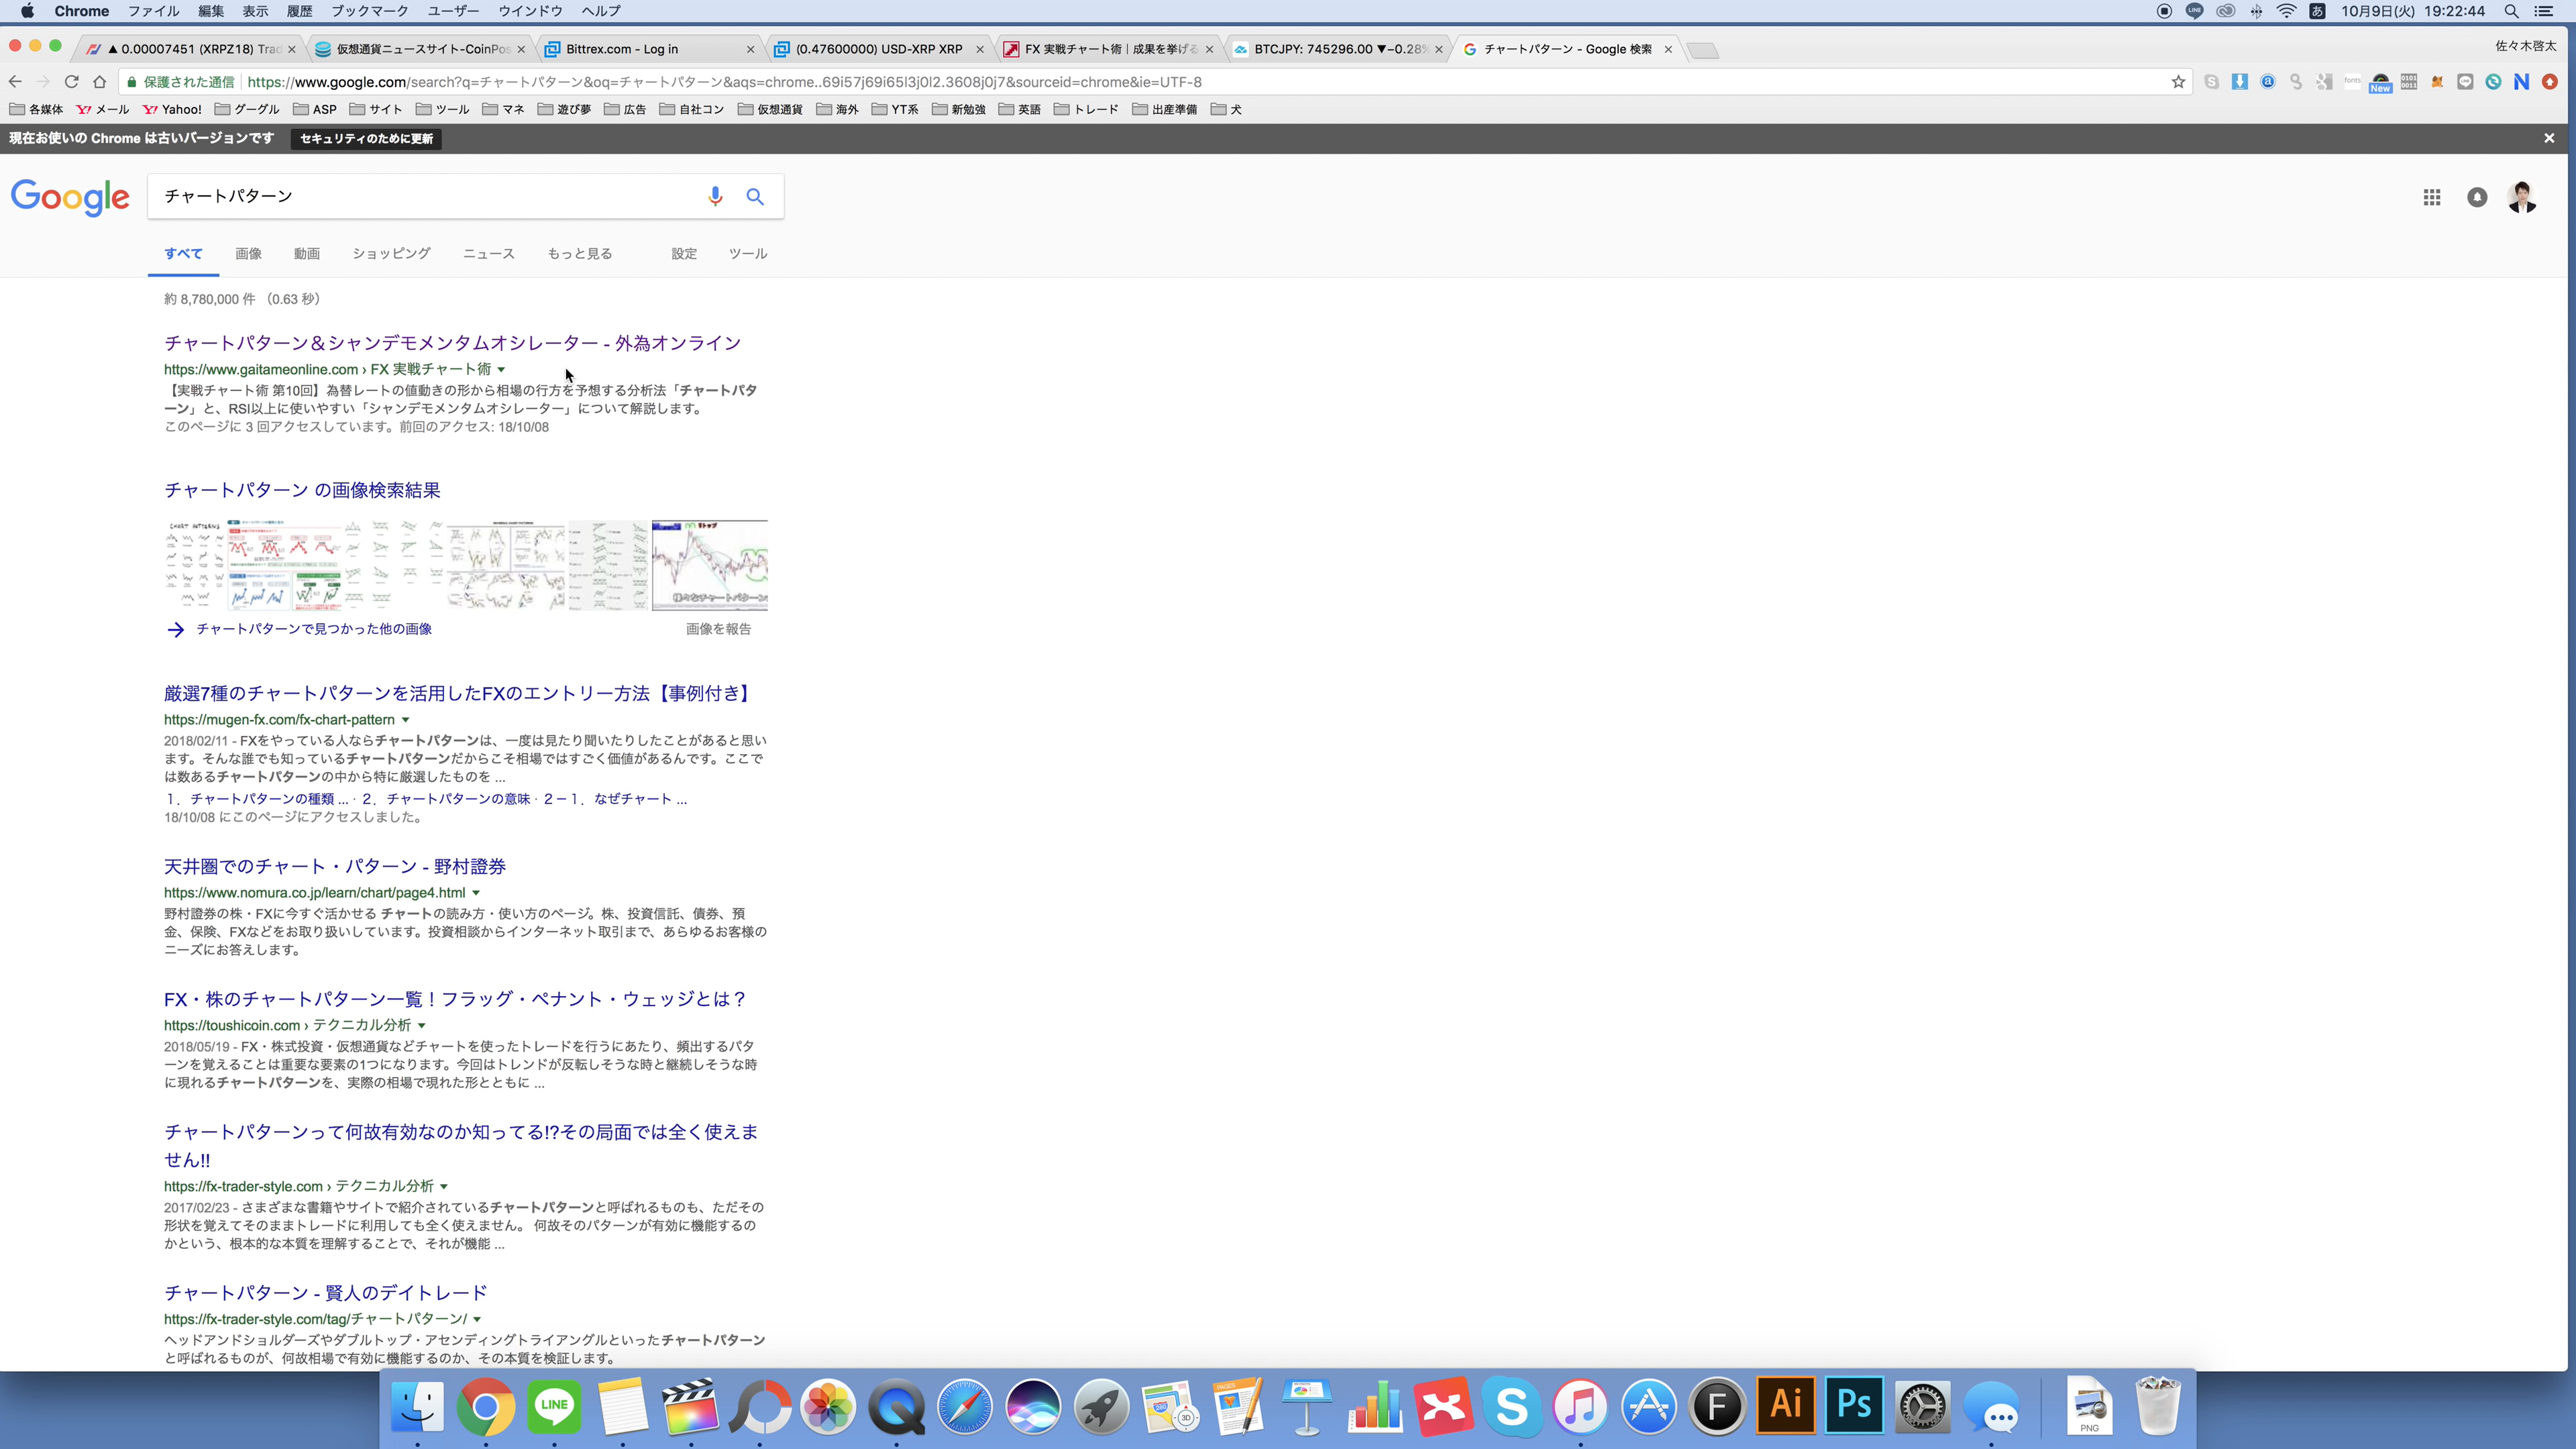 Chrome ファイル 編集 表示 履歴 ブックマーク ユーザー ウインドウ ヘルプ
LINE あ 10月9日(火) 19:22:44
▲ 0.00007451 (XRPZ18) Trad
仮想通貨ニュースサイト-CoinPos
Bittrex.com - Log in
(0.47600000) USD-XRP XRP
FX 実戦チャート術｜成果を挙げる
BTCJPY: 745296.00 ▼−0.28%
チャートパターン - Google 検索
佐々木啓太
保護された通信 https://www.google.com/search?q=チャートパターン&oq=チャートパターン&aqs=chrome..69i57j69i65l3j0l2.3608j0j7&sourceid=chrome&ie=UTF-8
fonts New
各媒体 メール Yahoo! グーグル ASP サイト ツール マネ 遊び夢 広告 自社コン 仮想通貨 海外 YT系 新勉強 英語 トレード 出産準備 犬
現在お使いの Chrome は古いバージョンです セキュリティのために更新
Google チャートパターン
すべて 画像 動画 ショッピング ニュース もっと見る 設定 ツール
約 8,780,000 件 （0.63 秒）
チャートパターン＆シャンデモメンタムオシレーター - 外為オンライン
https://www.gaitameonline.com › FX 実戦チャート術
【実戦チャート術 第10回】為替レートの値動きの形から相場の行方を予想する分析法「チャートパタ
ーン」と、RSI以上に使いやすい「シャンデモメンタムオシレーター」について解説します。
このページに 3 回アクセスしています。前回のアクセス: 18/10/08
チャートパターン の画像検索結果
CHART PATTERNS
様々なチャートパターン
チャートパターンで見つかった他の画像 画像を報告
厳選7種のチャートパターンを活用したFXのエントリー方法【事例付き】
https://mugen-fx.com/fx-chart-pattern
2018/02/11 - FXをやっている人ならチャートパターンは、一度は見たり聞いたりしたことがあると思い
ます。そんな誰でも知っているチャートパターンだからこそ相場ではすごく価値があるんです。ここで
は数あるチャートパターンの中から特に厳選したものを ...
１．チャートパターンの種類 ... · ２．チャートパターンの意味 · ２−１．なぜチャート ...
18/10/08 にこのページにアクセスしました。
天井圏でのチャート・パターン - 野村證券
https://www.nomura.co.jp/learn/chart/page4.html
野村證券の株・FXに今すぐ活かせる チャートの読み方・使い方のページ。株、投資信託、債券、預
金、保険、FXなどをお取り扱いしています。投資相談からインターネット取引まで、あらゆるお客様の
ニーズにお答えします。
FX・株のチャートパターン一覧！フラッグ・ペナント・ウェッジとは？
https://toushicoin.com › テクニカル分析
2018/05/19 - FX・株式投資・仮想通貨などチャートを使ったトレードを行うにあたり、頻出するパタ
ーンを覚えることは重要な要素の1つになります。今回はトレンドが反転しそうな時と継続しそうな時
に現れるチャートパターンを、実際の相場で現れた形とともに ...
チャートパターンって何故有効なのか知ってる!?その局面では全く使えま
せん!!
https://fx-trader-style.com › テクニカル分析
2017/02/23 - さまざまな書籍やサイトで紹介されているチャートパターンと呼ばれるものも、ただその
形状を覚えてそのままトレードに利用しても全く使えません。 何故そのパターンが有効に機能するの
かという、根本的な本質を理解することで、それが機能 ...
チャートパターン - 賢人のデイトレード
https://fx-trader-style.com/tag/チャートパターン/
ヘッドアンドショルダーズやダブルトップ・アセンディングトライアングルといったチャートパターン
と呼ばれるものが、何故相場で有効に機能するのか、その本質を検証します。
LINE PAGES S F Ai Ps PNG